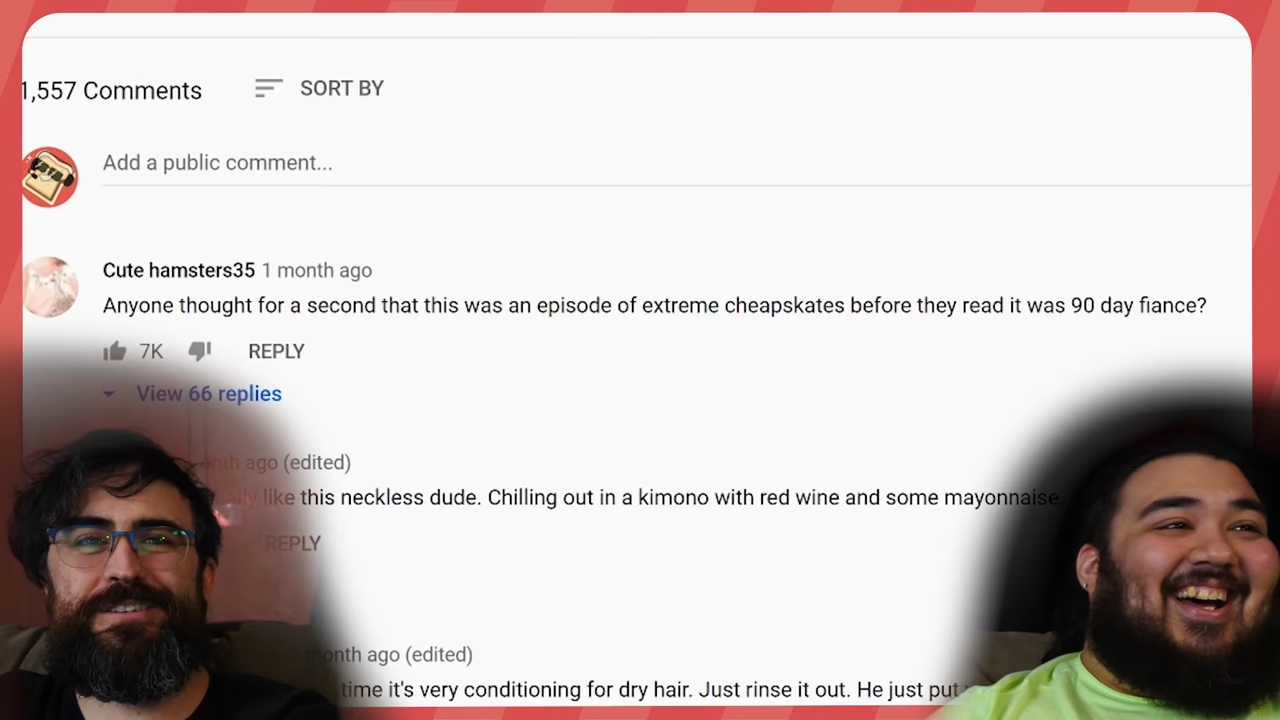 1,557 Comments
SORT BY
Add a public comment...
Cute hamsters35 1 month ago
Anyone thought for a second that this was an episode of extreme cheapskates before they read it was 90 day fiance?
7K
REPLY
View 66 replies
ago (edited)
like this neckless dude. Chilling out in a kimono with red wine and some mayonnaise.
REPLY
month ago (edited)
time it's very conditioning for dry hair. Just rinse it out. He just put